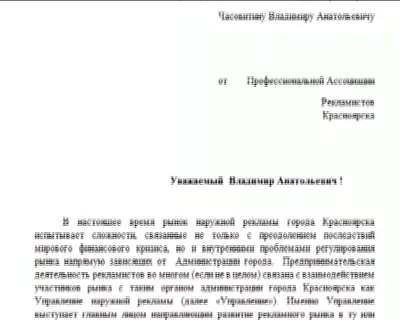 Часовитину Владимиру Анатольевичу
от Профессиональной Ассоциации
Рекламистов
Красноярска
Уважаемый Владимир Анатольевич !
В настоящее время рынок наружной рекламы города Красноярска
испытывает сложности, связанные не только с преодолением последствий
мирового финансового кризиса, но и внутренними проблемами регулирования
рынка напрямую зависящих от Администрации города. Предпринимательская
деятельность рекламистов во многом (если не в целом) связана с взаимодействием
участников рынка с таким органом администрации города Красноярска как
Управление наружной рекламы (далее «Управление»). Именно Управление
выступает главным лицом направляющим развитие рекламного рынка в ту или